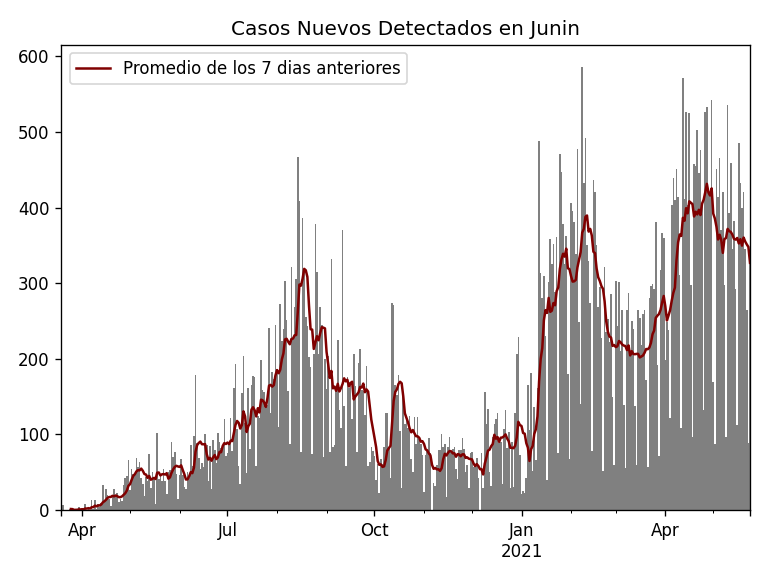 Casos Nuevos Detectados en Junin
Promedio de los 7 dias anteriores
600
500
400
300
200
100
0
Apr Jul Oct Jan Apr
2021